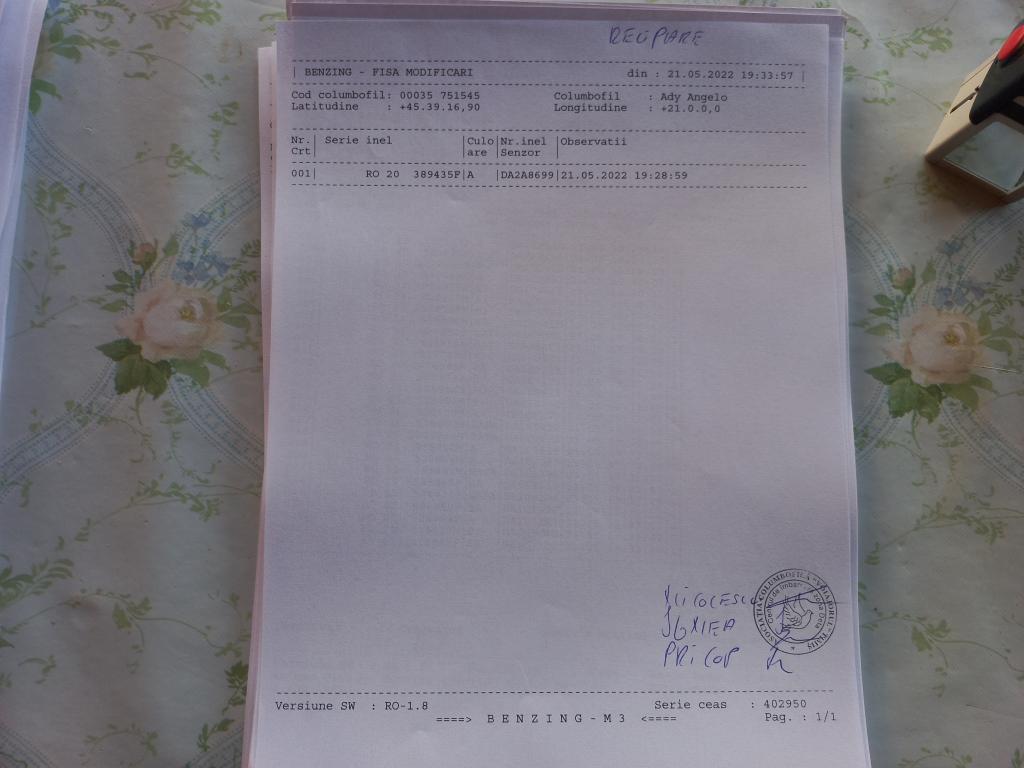 | BENZING - FISA MODIFICARI din : 21.05.2022 19:33:57 |
Cod columbofil: 00035 751545 Columbofil : Ady Angelo
Latitudine : +45.39.16,90 Longitudine : +21.0.0,0
Nr.| Serie inel |Culo|Nr.inel |Observatii
Crt| |are |Senzor |
001| RO 20 389435F|A |DA2A8699|21.05.2022 19:28:59
PRICOP
Versiune SW : RO-1.8 Serie ceas : 402950
====> B E N Z I N G - M 3 <==== Pag. : 1/1